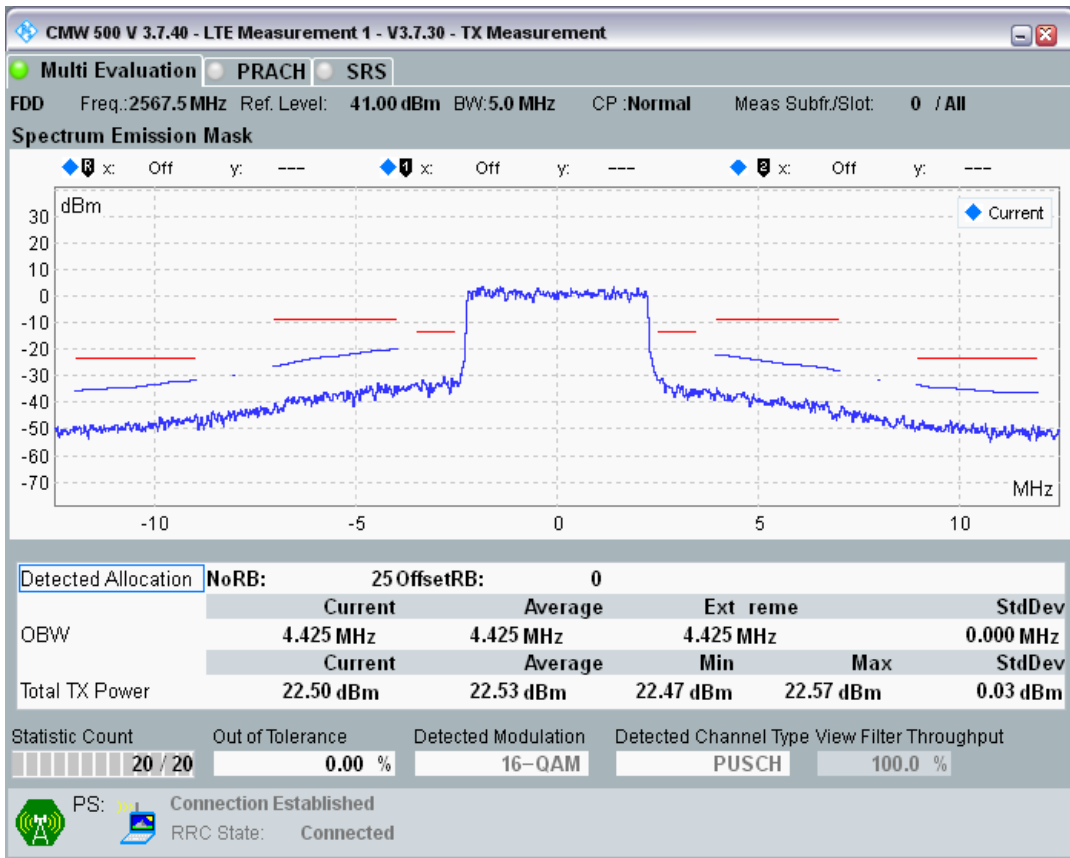 CMW 500 V 3.7.40 - LTE Measurement 1 - V3.7.30 - TX Measurement
Multi Evaluation PRACH SRS
FDD Freq.:2567.5 MHz Ref. Level: 41.00 dBm BW:5.0 MHz CP :Normal Meas Subfr./Slot: 0 / All
Spectrum Emission Mask
R x: Off y: --- 1 x: Off y: --- 2 x: Off y: ---
dBm
Current
30
20
10
0
-10
-20
-30
-40
-50
-60
-70
MHz
-10 -5 0 5 10
Detected Allocation NoRB: 25 OffsetRB: 0
Current Average Ext reme StdDev
OBW 4.425 MHz 4.425 MHz 4.425 MHz 0.000 MHz
Current Average Min Max StdDev
Total TX Power 22.50 dBm 22.53 dBm 22.47 dBm 22.57 dBm 0.03 dBm
Statistic Count Out of Tolerance Detected Modulation Detected Channel Type View Filter Throughput
20 / 20 0.00 % 16-QAM PUSCH 100.0 %
PS: Connection Established
RRC State: Connected